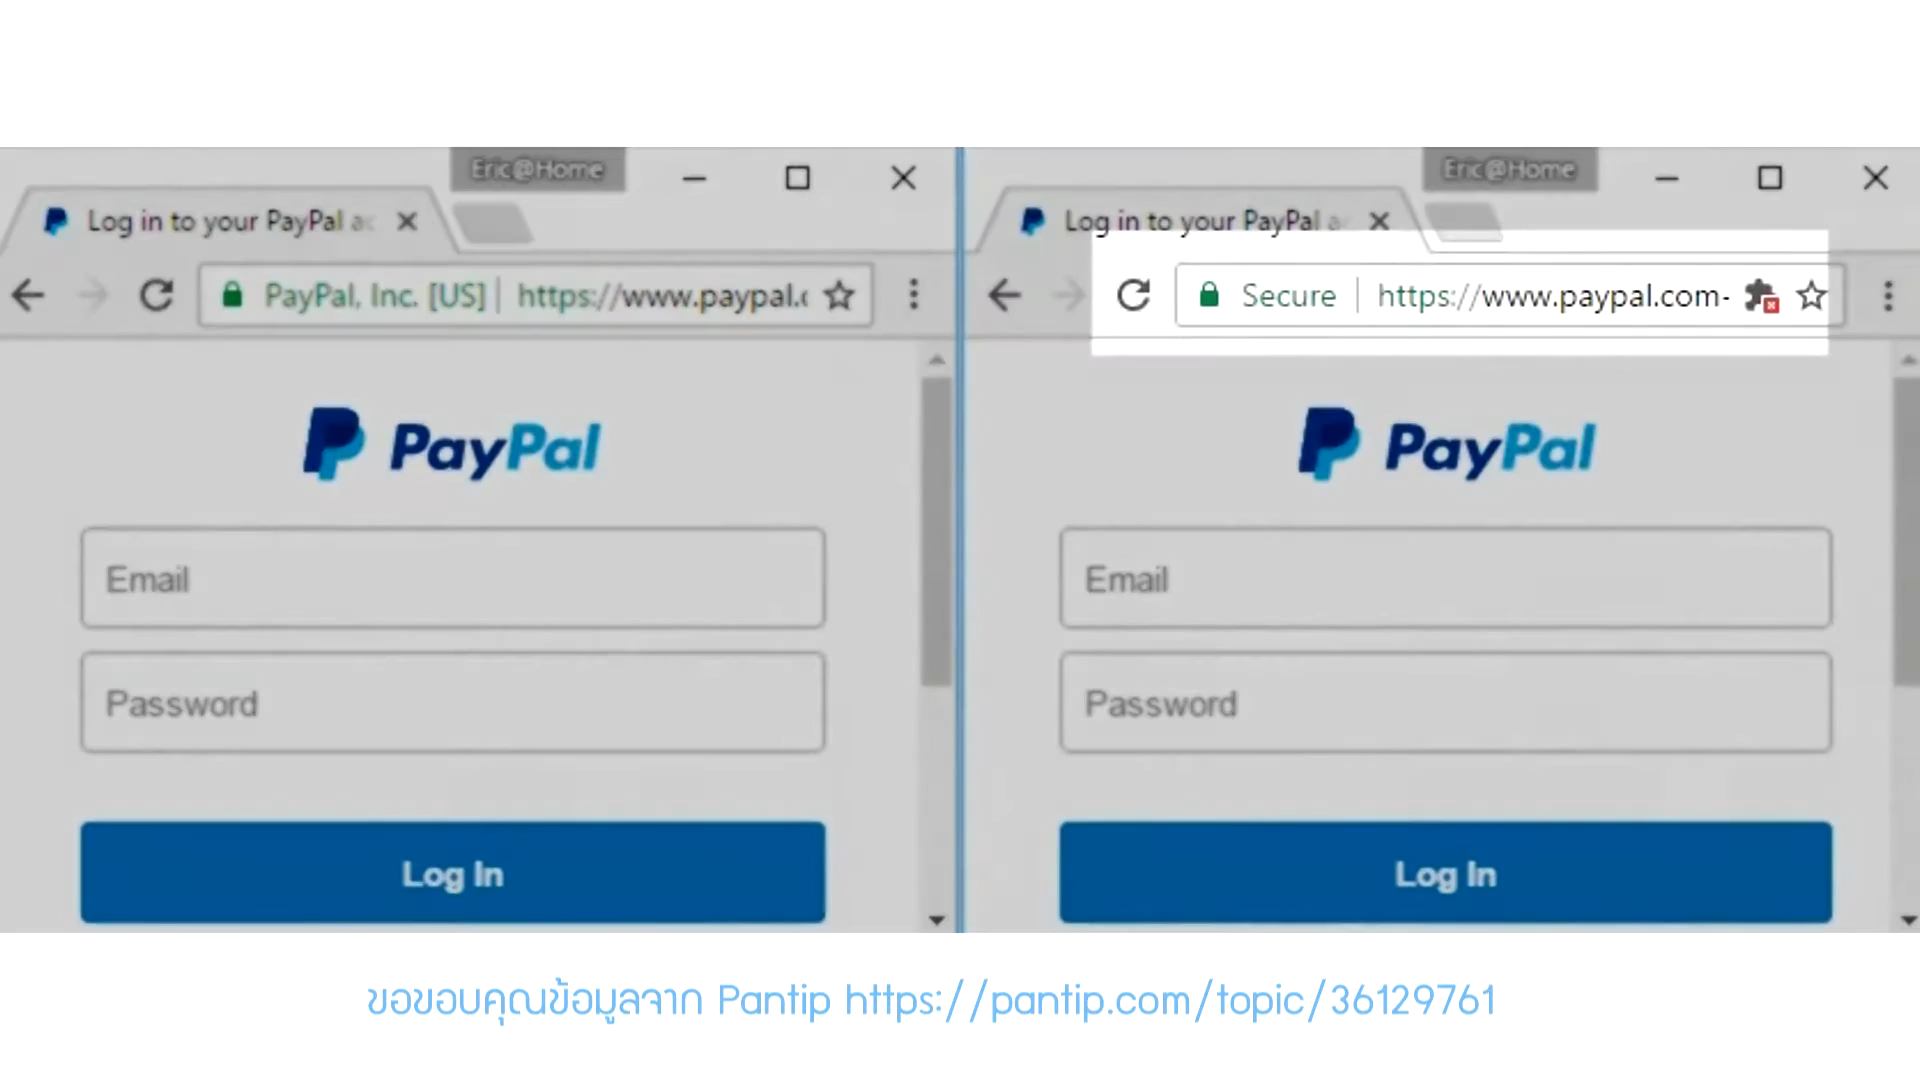 Eric@Home
Log in to your PayPal ac
PayPal, Inc. [US] https://www.paypal.c
PayPal
Email
Password
Log In
Eric@Home
Log in to your PayPal a
Secure https://www.paypal.com-
PayPal
Email
Password
Log In
ขอขอบคุณข้อมูลจาก Pantip https://pantip.com/topic/36129761